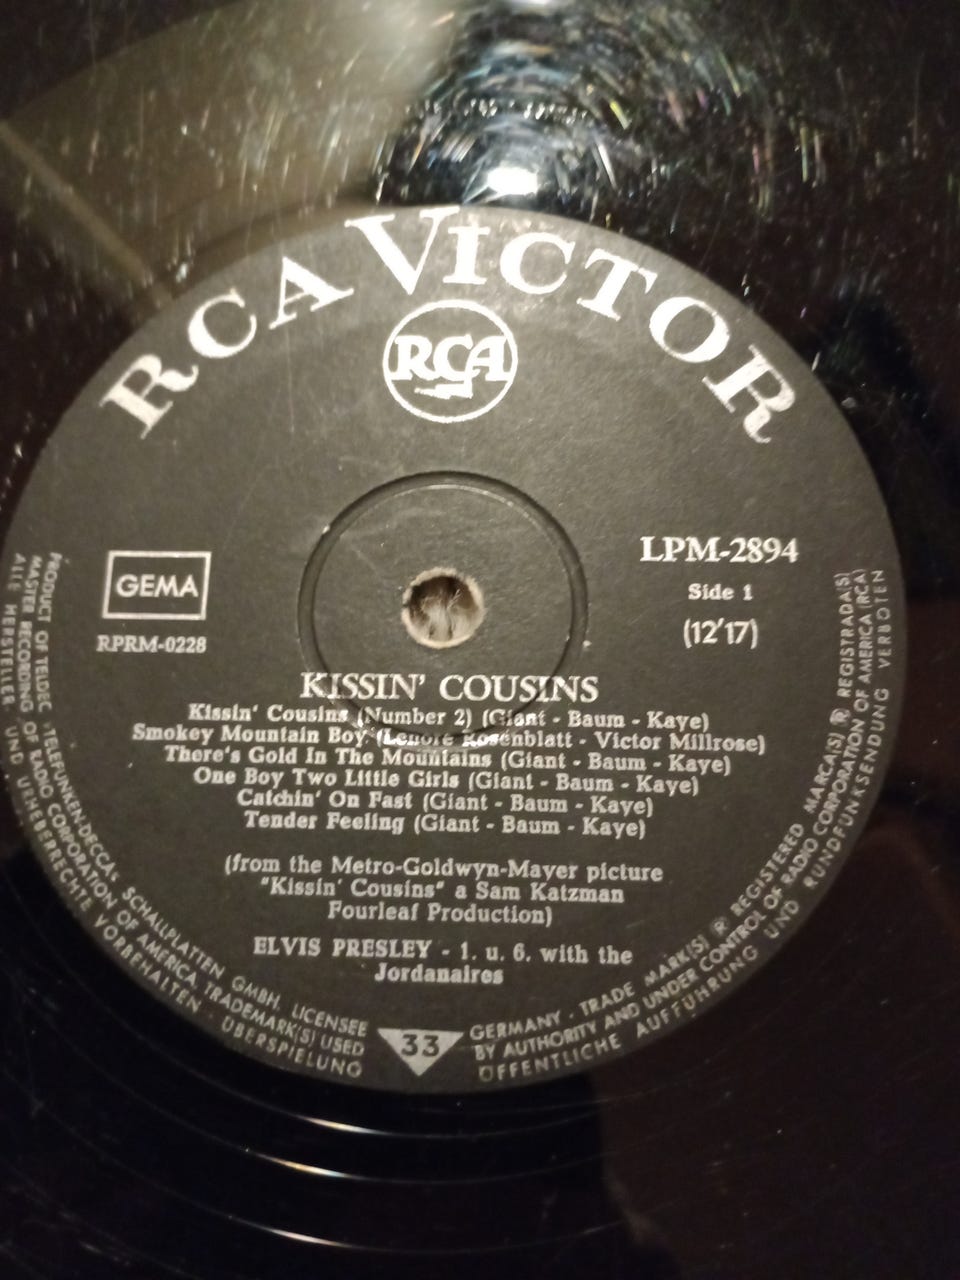 RCA VICTOR
RCA
GEMA
RPRM-0228
LPM-2894
Side 1
(12'17)
KISSIN' COUSINS
Kissin' Cousins (Number 2) (Giant - Baum - Kaye)
Smokey Mountain Boy (Lenore Rosenblatt - Victor Millrose)
There's Gold In The Mountains (Giant - Baum - Kaye)
One Boy Two Little Girls (Giant - Baum - Kaye)
Catchin' On Fast (Giant - Baum - Kaye)
Tender Feeling (Giant - Baum - Kaye)
(from the Metro-Goldwyn-Mayer picture
"Kissin' Cousins" a Sam Katzman
Fourleaf Production)
ELVIS PRESLEY - 1. u. 6. with the
Jordanaires
33
PRODUCT OF TELDEC »TELEFUNKEN-DECCA« SCHALLPLATTEN GMBH. LICENSEE GERMANY · TRADE MARK(S) ® REGISTERED MARCA(S) ® REGISTRADA(S)
MASTER RECORDING OF RADIO CORPORATION OF AMERICA, TRADEMARK(S) USED BY AUTHORITY AND UNDER CONTROL OF RADIO CORPORATION OF AMERICA (RCA)
ALLE HERSTELLER- UND URHEBERRECHTE VORBEHALTEN · ÜBERSPIELUNG ÖFFENTLICHE AUFFÜHRUNG UND RUNDFUNKSENDUNG VERBOTEN